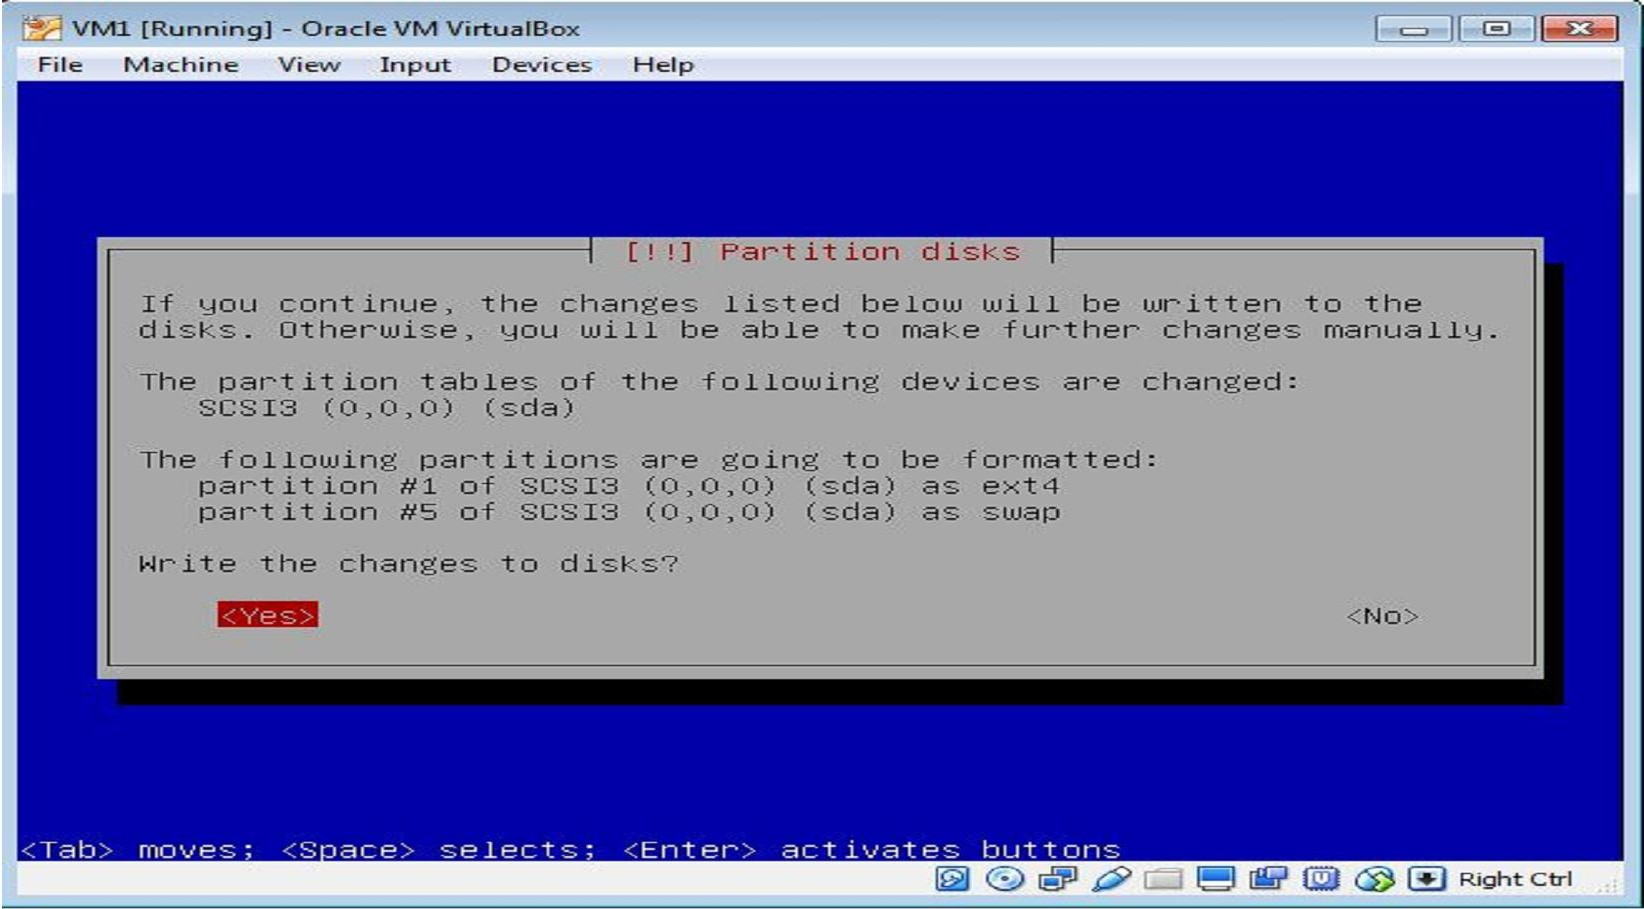 VM1 [Running] - Oracle VM VirtualBox
File Machine View Input Devices Help
[!!] Partition disks
If you continue, the changes listed below will be written to the
disks. Otherwise, you will be able to make further changes manually.
The partition tables of the following devices are changed:
SCSI3 (0,0,0) (sda)
The following partitions are going to be formatted:
partition #1 of SCSI3 (0,0,0) (sda) as ext4
partition #5 of SCSI3 (0,0,0) (sda) as swap
Write the changes to disks?
<Yes> <No>
<Tab> moves; <Space> selects; <Enter> activates buttons
Right Ctrl